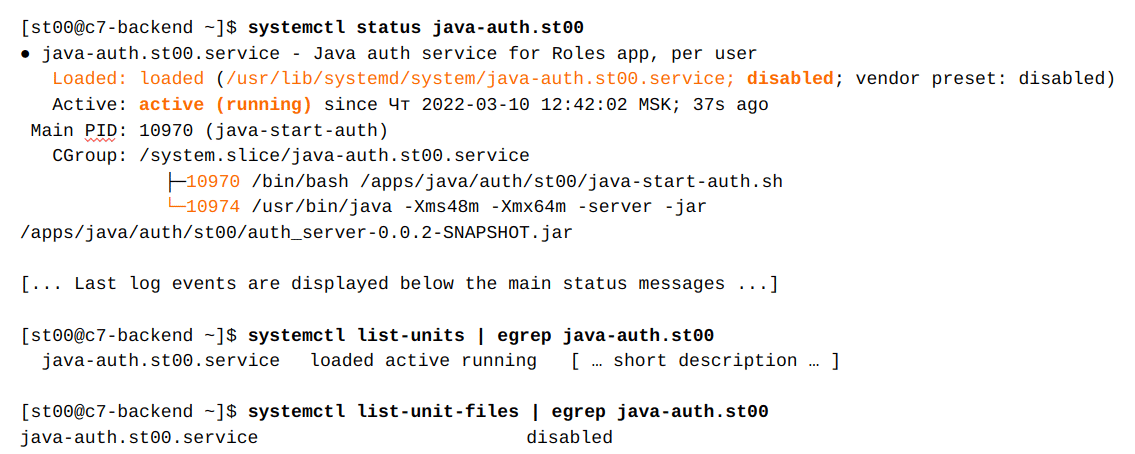 [st00@c7-backend ~]$ systemctl status java-auth.st00
● java-auth.st00.service - Java auth service for Roles app, per user
   Loaded: loaded (/usr/lib/systemd/system/java-auth.st00.service; disabled; vendor preset: disabled)
   Active: active (running) since Чт 2022-03-10 12:42:02 MSK; 37s ago
 Main PID: 10970 (java-start-auth)
   CGroup: /system.slice/java-auth.st00.service
             ├─10970 /bin/bash /apps/java/auth/st00/java-start-auth.sh
             └─10974 /usr/bin/java -Xms48m -Xmx64m -server -jar
/apps/java/auth/st00/auth_server-0.0.2-SNAPSHOT.jar
[... Last log events are displayed below the main status messages ...]
[st00@c7-backend ~]$ systemctl list-units | egrep java-auth.st00
  java-auth.st00.service   loaded active running   [ … short description … ]
[st00@c7-backend ~]$ systemctl list-unit-files | egrep java-auth.st00
java-auth.st00.service                         disabled